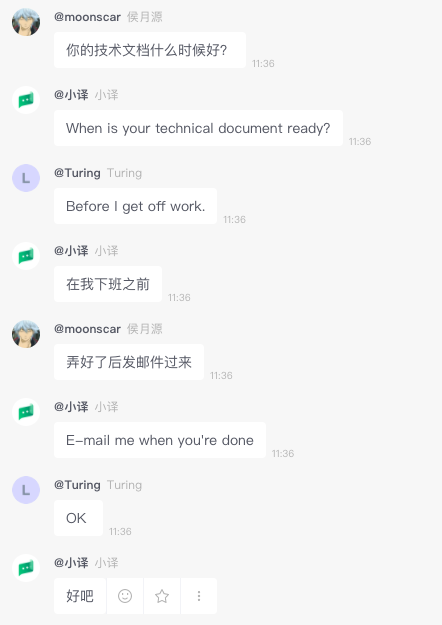 @moonscar 侯月源
你的技术文档什么时候好?
11:36
@小译 小译
When is your technical document ready?
11:36
L
@Turing Turing
Before I get off work.
11:36
@小译 小译
在我下班之前
11:36
@moonscar 侯月源
弄好了后发邮件过来
11:36
@小译 小译
E-mail me when you're done
11:36
L
@Turing Turing
OK
11:36
@小译 小译
好吧